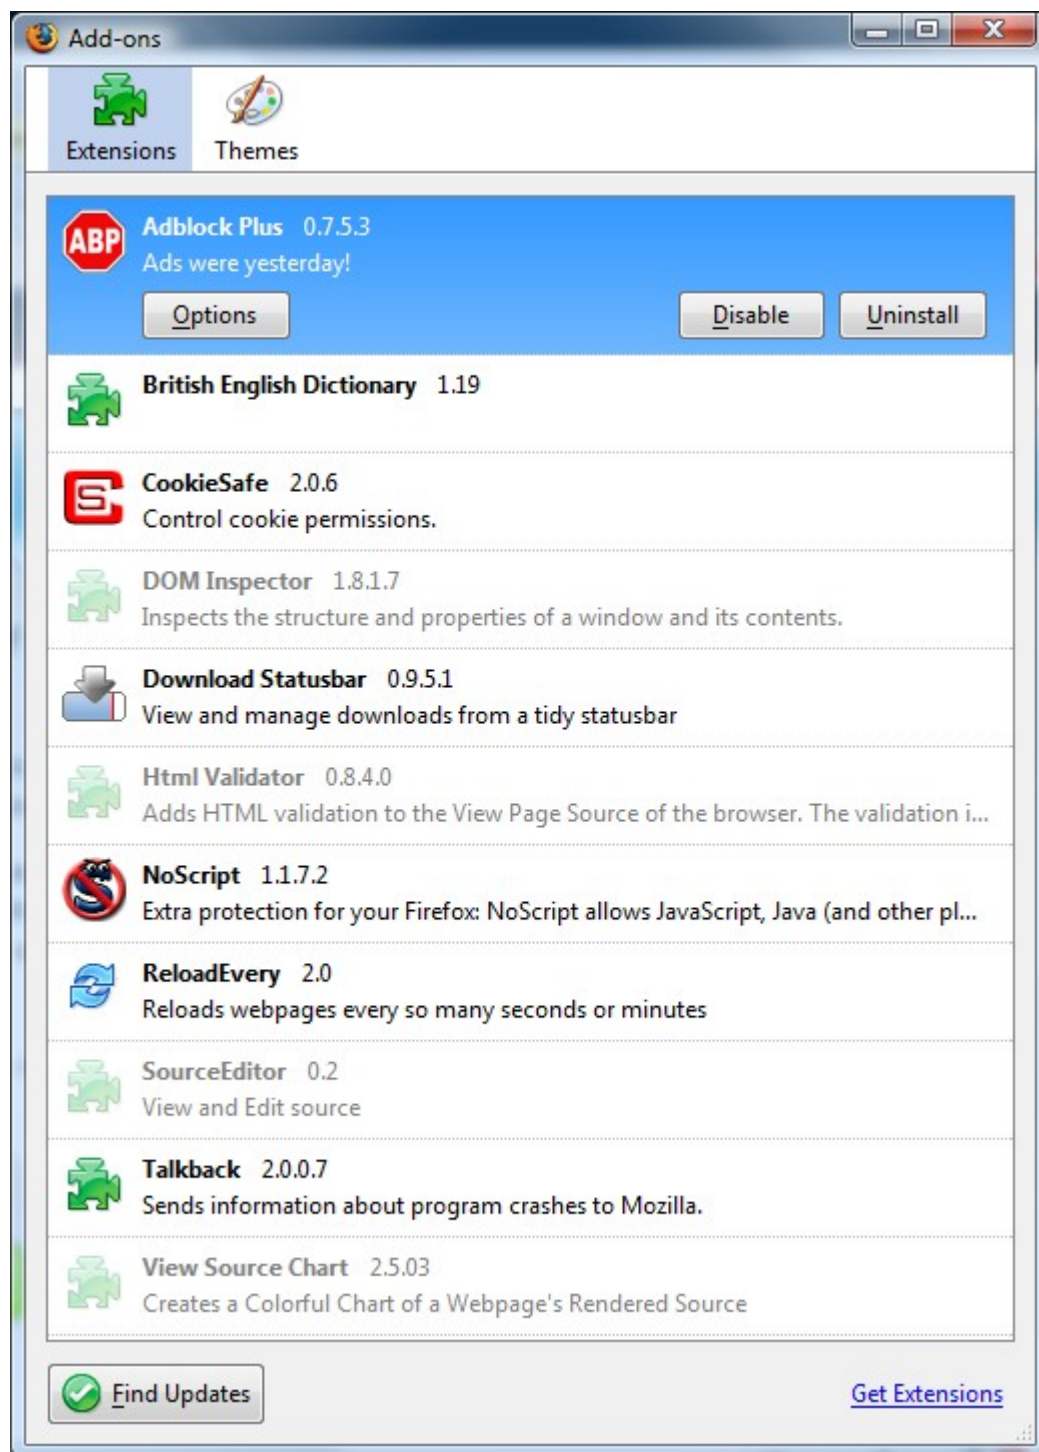 Add-ons
Extensions Themes
ABP
Adblock Plus 0.7.5.3
Ads were yesterday!
Options Disable Uninstall
British English Dictionary 1.19
CookieSafe 2.0.6
Control cookie permissions.
DOM Inspector 1.8.1.7
Inspects the structure and properties of a window and its contents.
Download Statusbar 0.9.5.1
View and manage downloads from a tidy statusbar
Html Validator 0.8.4.0
Adds HTML validation to the View Page Source of the browser. The validation i...
NoScript 1.1.7.2
Extra protection for your Firefox: NoScript allows JavaScript, Java (and other pl...
ReloadEvery 2.0
Reloads webpages every so many seconds or minutes
SourceEditor 0.2
View and Edit source
Talkback 2.0.0.7
Sends information about program crashes to Mozilla.
View Source Chart 2.5.03
Creates a Colorful Chart of a Webpage's Rendered Source
Find Updates Get Extensions